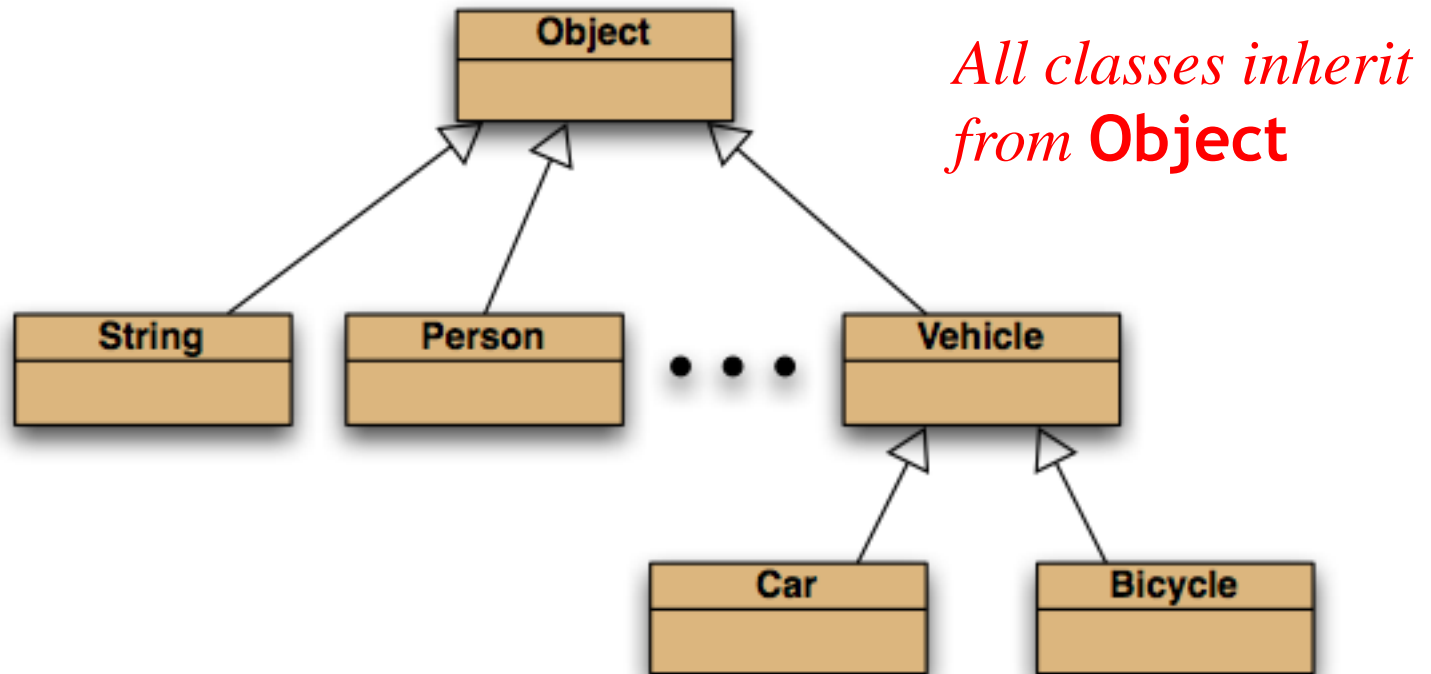 Object
All classes inherit
from Object
String
Person
Vehicle
Car
Bicycle